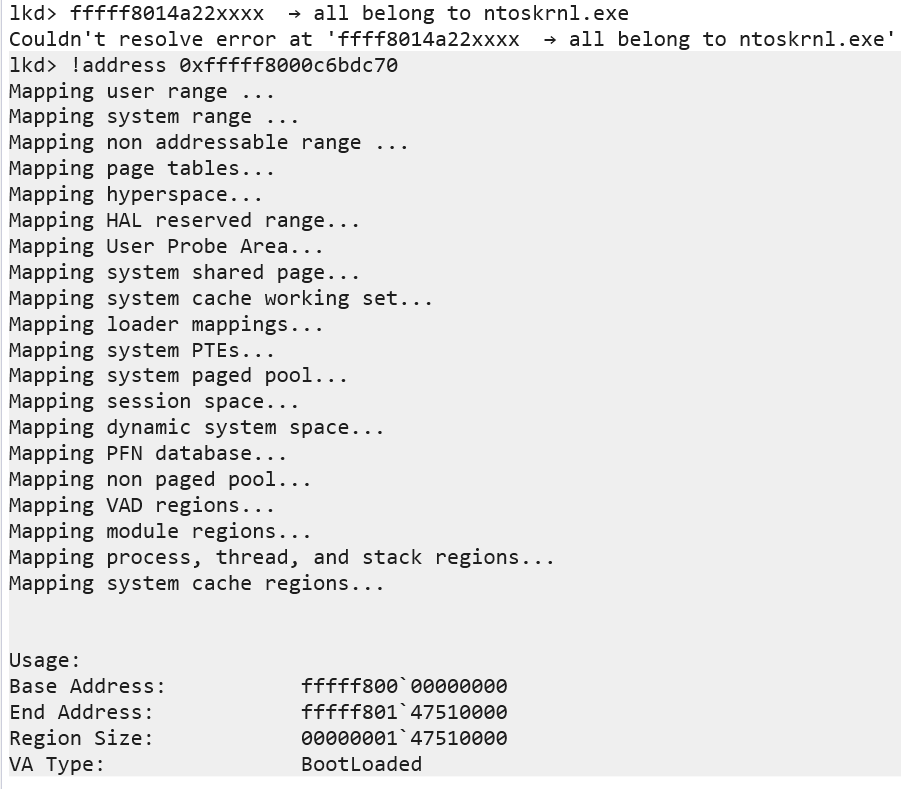 lkd> fffff8014a22xxxx  → all belong to ntoskrnl.exe
Couldn't resolve error at 'ffff8014a22xxxx  → all belong to ntoskrnl.exe'
lkd> !address 0xfffff8000c6bdc70
Mapping user range ...
Mapping system range ...
Mapping non addressable range ...
Mapping page tables...
Mapping hyperspace...
Mapping HAL reserved range...
Mapping User Probe Area...
Mapping system shared page...
Mapping system cache working set...
Mapping loader mappings...
Mapping system PTEs...
Mapping system paged pool...
Mapping session space...
Mapping dynamic system space...
Mapping PFN database...
Mapping non paged pool...
Mapping VAD regions...
Mapping module regions...
Mapping process, thread, and stack regions...
Mapping system cache regions...
Usage:
Base Address:           fffff800`00000000
End Address:            fffff801`47510000
Region Size:            00000001`47510000
VA Type:                BootLoaded